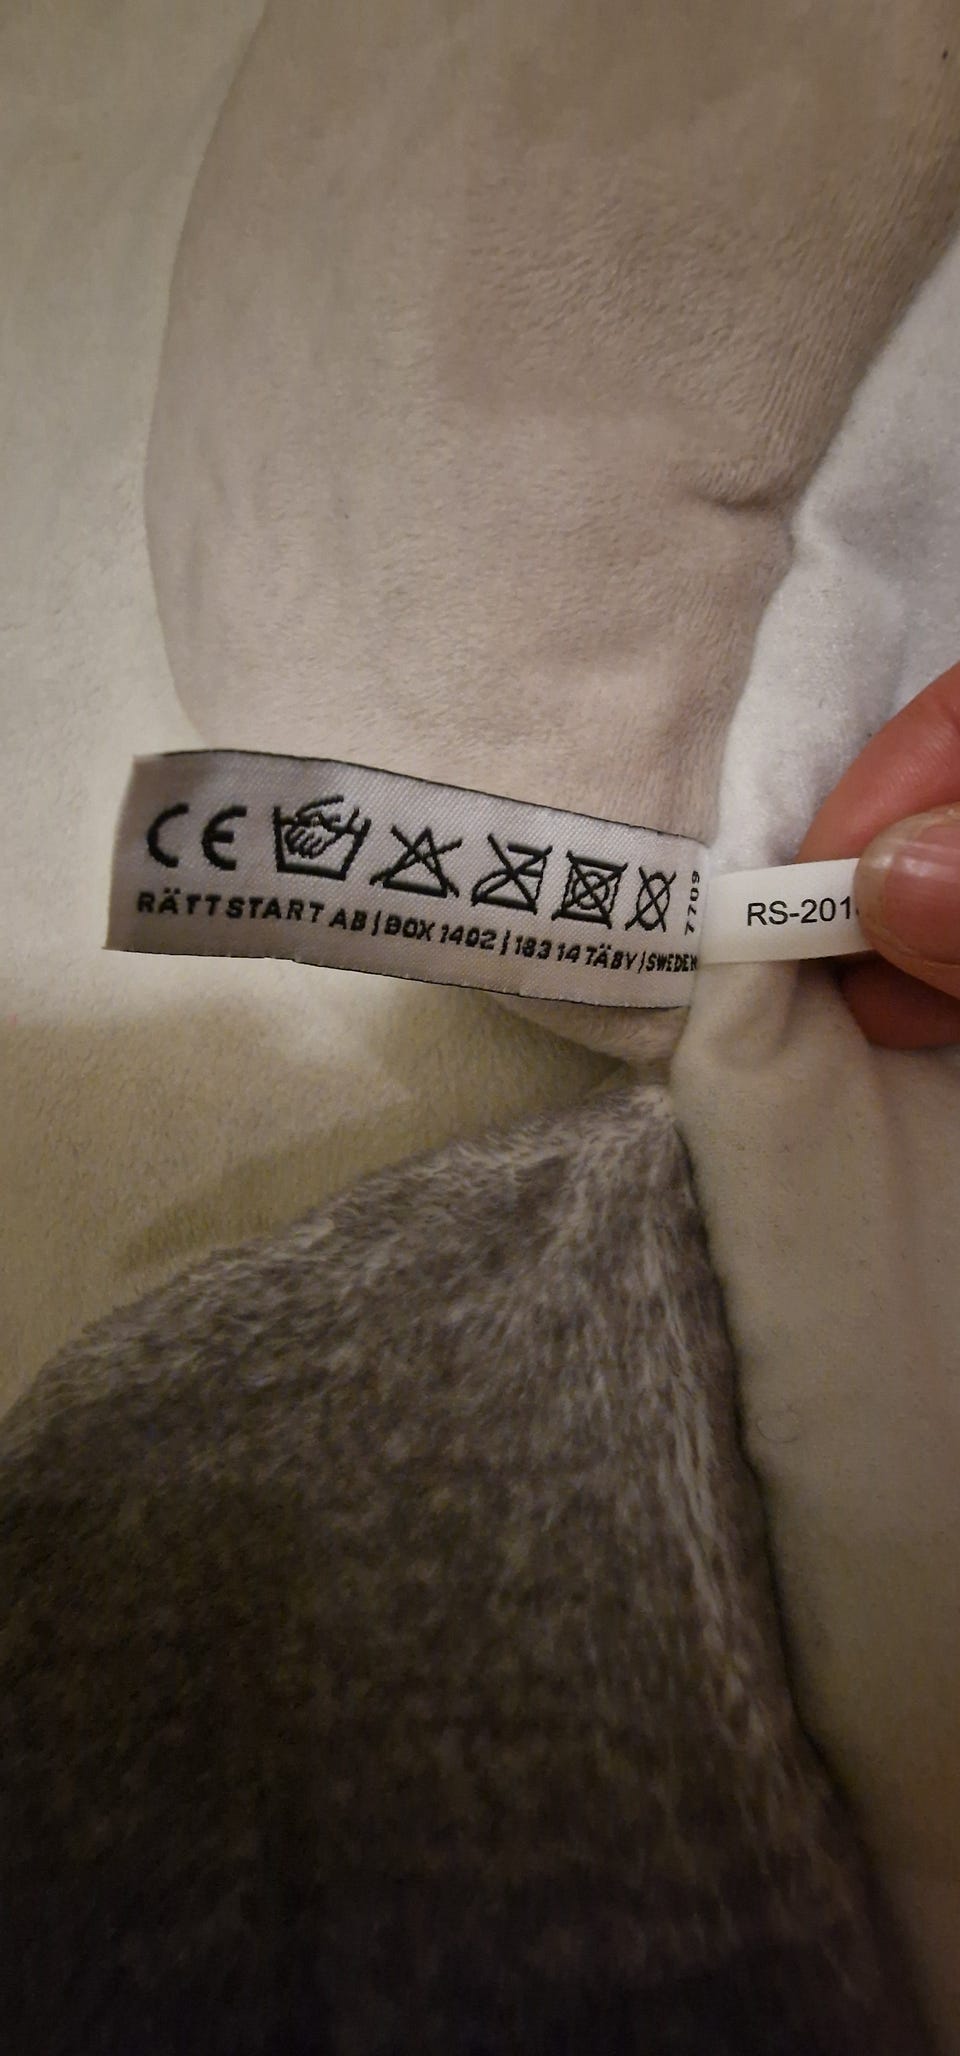 CE
RÄTTSTART AB | BOX 1402 | 183 14 TÄBY | SWEDEN
7709
RS-201